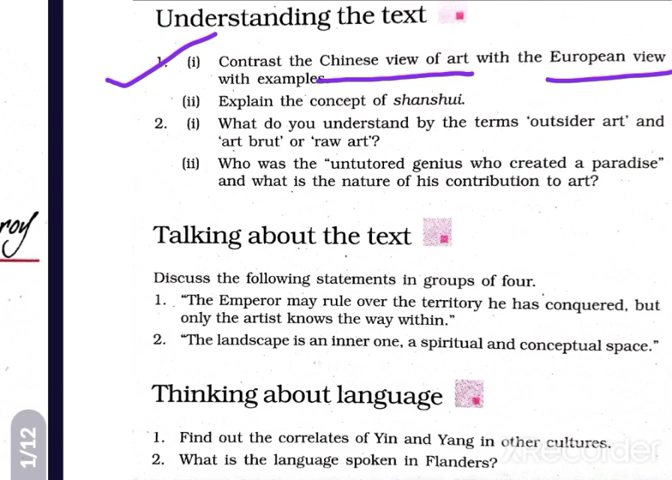 Understanding the text
1. (i) Contrast the Chinese view of art with the European view
with examples.
(ii) Explain the concept of shanshui.
2. (i) What do you understand by the terms 'outsider art' and
'art brut' or 'raw art'?
(ii) Who was the "untutored genius who created a paradise"
and what is the nature of his contribution to art?
roy
Talking about the text
Discuss the following statements in groups of four.
1. "The Emperor may rule over the territory he has conquered, but
only the artist knows the way within."
2. "The landscape is an inner one, a spiritual and conceptual space."
Thinking about language
1. Find out the correlates of Yin and Yang in other cultures.
2. What is the language spoken in Flanders?
1/12
XRecorder